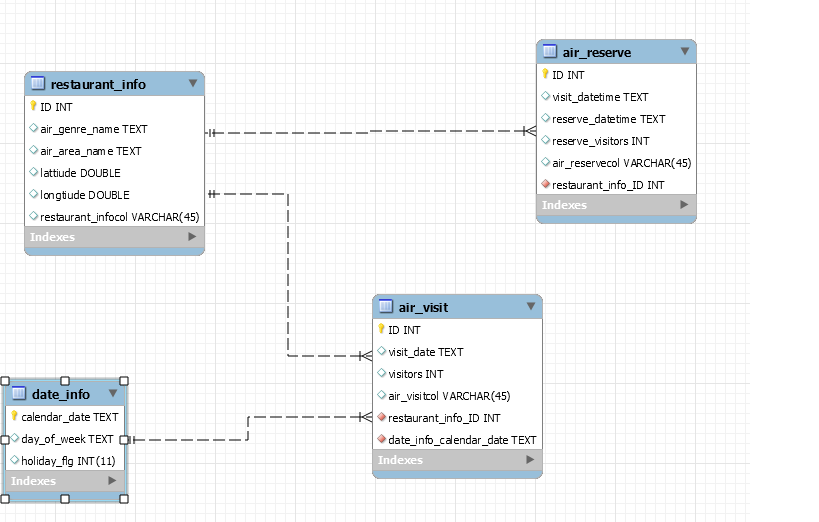 restaurant_info
ID INT
air_genre_name TEXT
air_area_name TEXT
lattiude DOUBLE
longtiude DOUBLE
restaurant_infocol VARCHAR(45)
Indexes
air_reserve
ID INT
visit_datetime TEXT
reserve_datetime TEXT
reserve_visitors INT
air_reservecol VARCHAR(45)
restaurant_info_ID INT
Indexes
air_visit
ID INT
visit_date TEXT
visitors INT
air_visitcol VARCHAR(45)
restaurant_info_ID INT
date_info_calendar_date TEXT
Indexes
date_info
calendar_date TEXT
day_of_week TEXT
holiday_flg INT(11)
Indexes